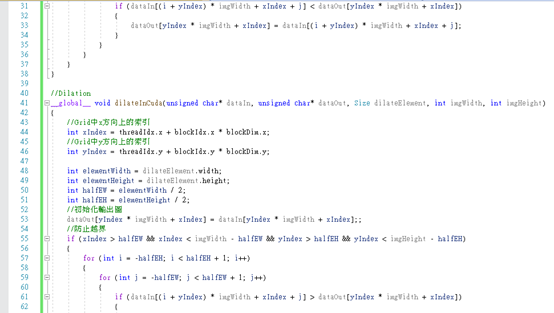 31 if (dataIn[(i + yIndex) * imgWidth + xIndex + j] < dataOut[yIndex * imgWidth + xIndex])
32 {
33 dataOut[yIndex * imgWidth + xIndex] = dataIn[(i + yIndex) * imgWidth + xIndex + j];
34 }
35 }
36 }
37 }
38 }
39
40 //Dilation
41 __global__ void dilateInCuda(unsigned char* dataIn, unsigned char* dataOut, Size dilateElement, int imgWidth, int imgHeight)
42 {
43 //Grid中x方向上的索引
44 int xIndex = threadIdx.x + blockIdx.x * blockDim.x;
45 //Grid中y方向上的索引
46 int yIndex = threadIdx.y + blockIdx.y * blockDim.y;
47
48 int elementWidth = dilateElement.width;
49 int elementHeight = dilateElement.height;
50 int halfEW = elementWidth / 2;
51 int halfEH = elementHeight / 2;
52 //初始化輸出圖
53 dataOut[yIndex * imgWidth + xIndex] = dataIn[yIndex * imgWidth + xIndex];;
54 //防止越界
55 if (xIndex > halfEW && xIndex < imgWidth - halfEW && yIndex > halfEH && yIndex < imgHeight - halfEH)
56 {
57 for (int i = -halfEH; i < halfEH + 1; i++)
58 {
59 for (int j = -halfEW; j < halfEW + 1; j++)
60 {
61 if (dataIn[(i + yIndex) * imgWidth + xIndex + j] > dataOut[yIndex * imgWidth + xIndex])
62 {